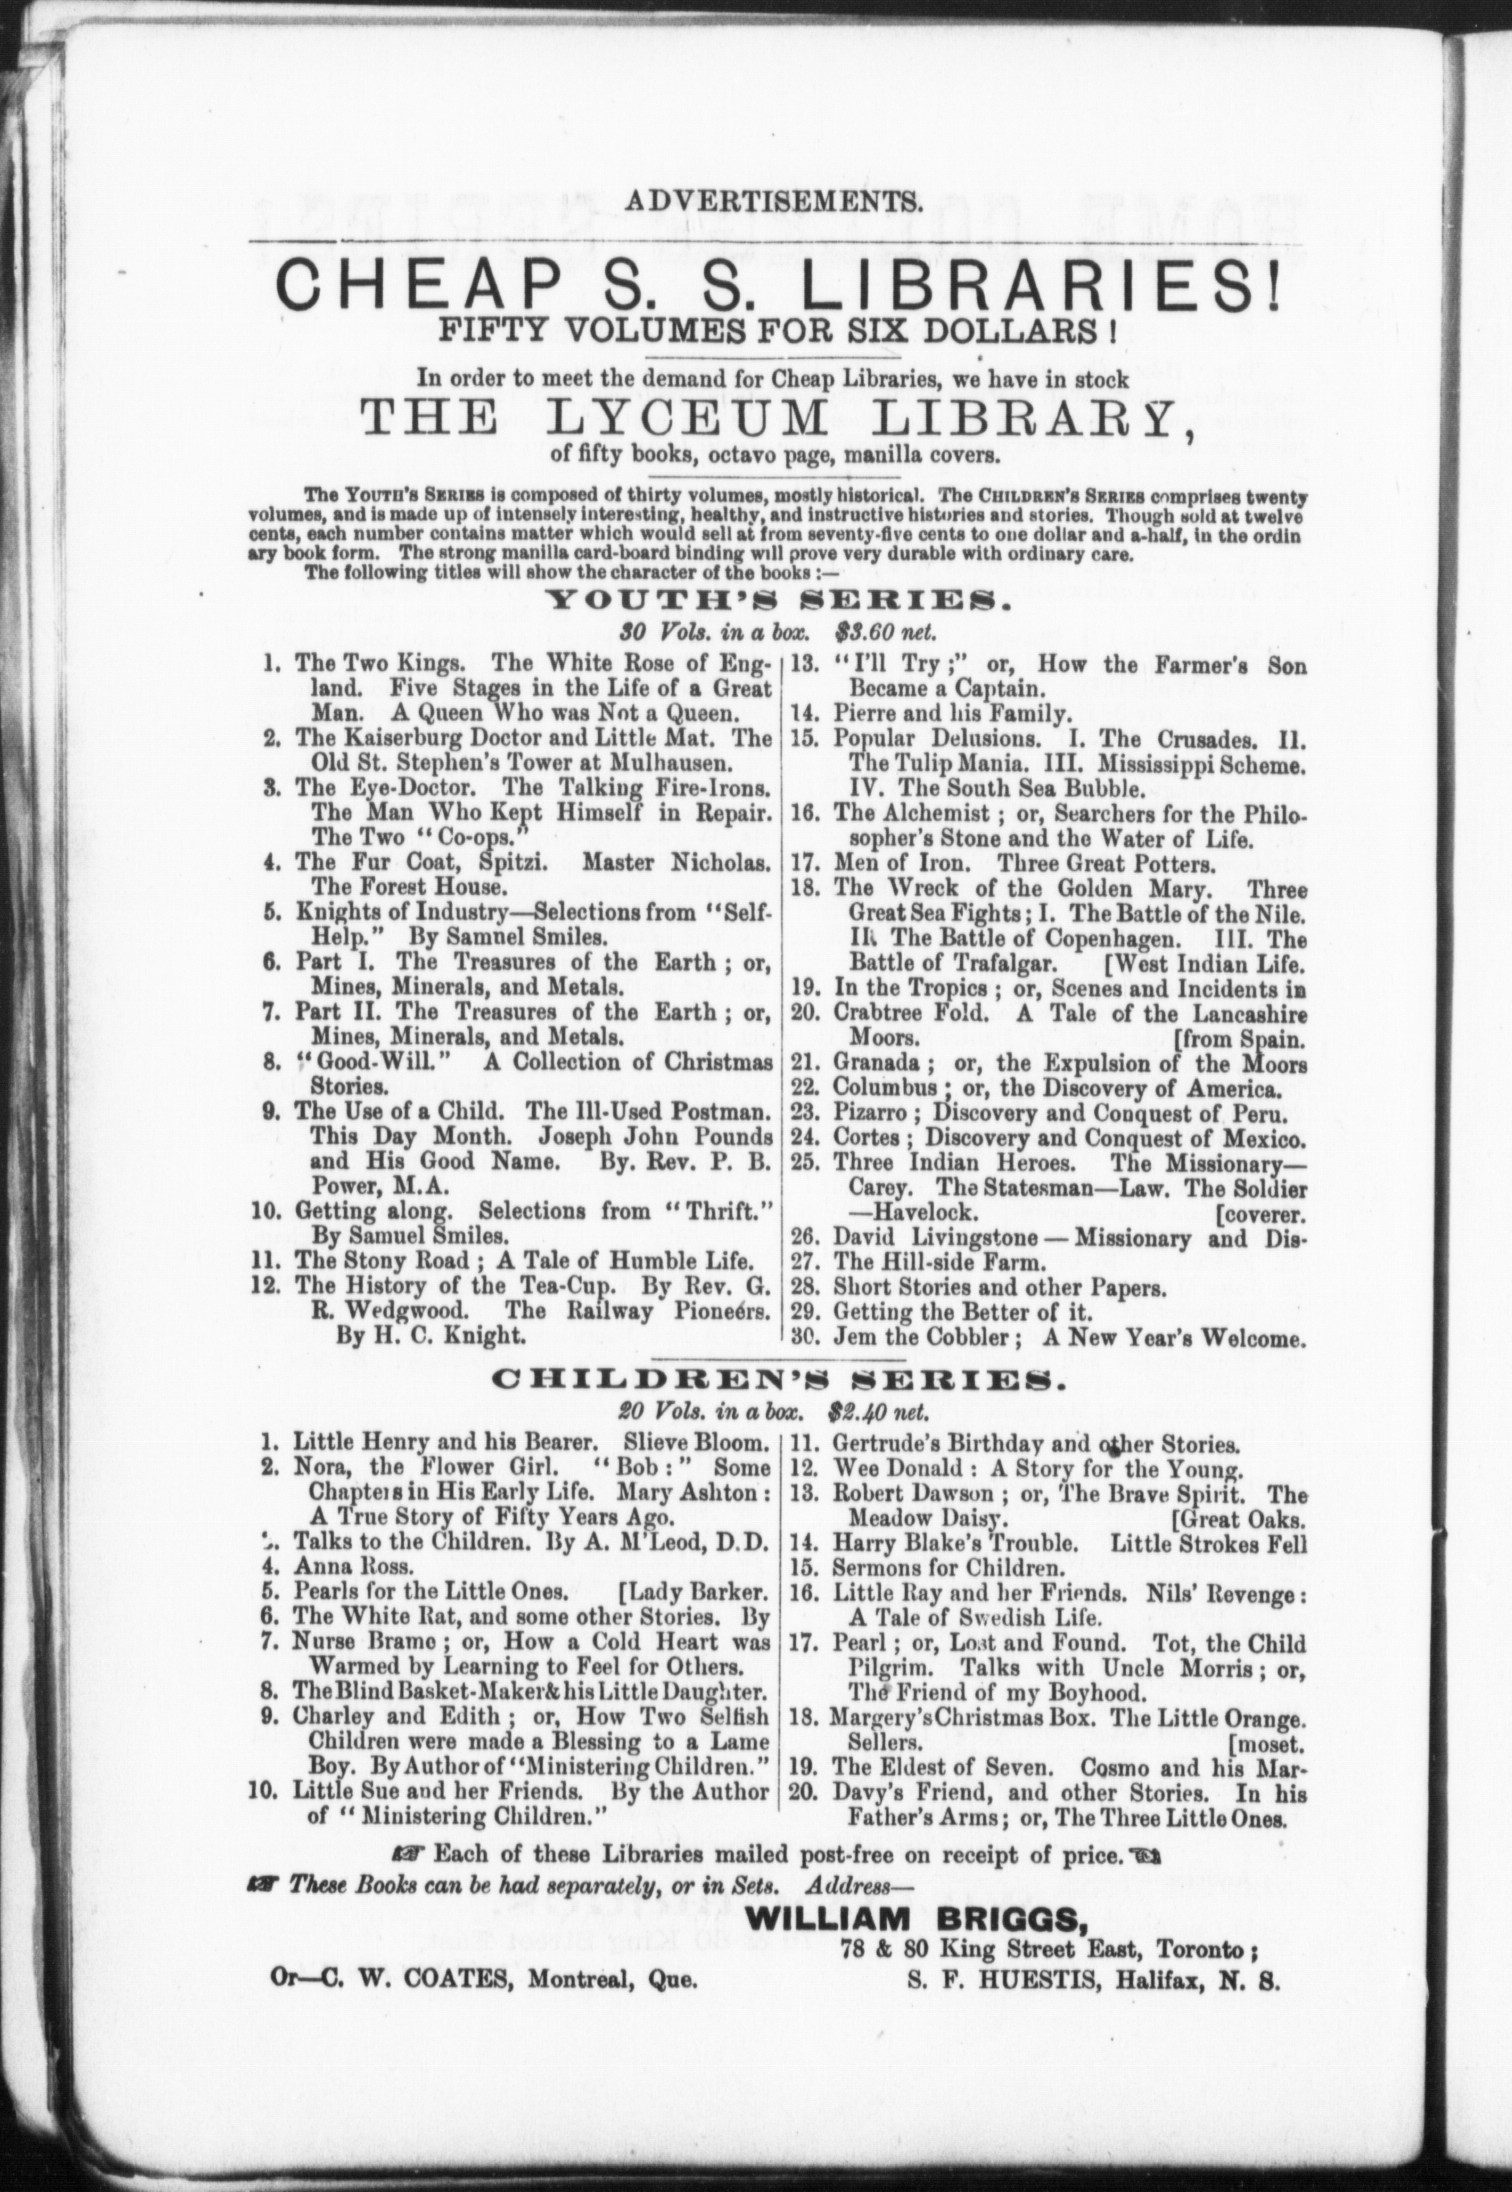 ADVERTISEMENTS.
CHEAP S. S. LIBRARIES!
FIFTY VOLUMES FOR SIX DOLLARS !
In order to meet the demand for Cheap Libraries, we have in stock
THE LYCEUM LIBRARY,
of fifty books, octavo page, manilla covers.
The YOUTH'S SERIES is composed of thirty volumes, mostly historical. The CHILDREN'S SERIES comprises twenty
volumes, and is made up of intensely interesting, healthy, and instructive histories and stories. Though sold at twelve
cents, each number contains matter which would sell at from seventy-five cents to one dollar and a-half, in the ordin
ary book form. The strong manilla card-board binding will prove very durable with ordinary care.
The following titles will show the character of the books :—
YOUTH'S SERIES.
30 Vols. in a box. $3.60 net.
1. The Two Kings. The White Rose of Eng-
land. Five Stages in the Life of a Great
Man. A Queen Who was Not a Queen.
2. The Kaiserburg Doctor and Little Mat. The
Old St. Stephen's Tower at Mulhausen.
3. The Eye-Doctor. The Talking Fire-Irons.
The Man Who Kept Himself in Repair.
The Two "Co-ops."
4. The Fur Coat, Spitzi. Master Nicholas.
The Forest House.
5. Knights of Industry—Selections from "Self-
Help." By Samuel Smiles.
6. Part I. The Treasures of the Earth ; or,
Mines, Minerals, and Metals.
7. Part II. The Treasures of the Earth ; or,
Mines, Minerals, and Metals.
8. "Good-Will." A Collection of Christmas
Stories.
9. The Use of a Child. The Ill-Used Postman.
This Day Month. Joseph John Pounds
and His Good Name. By. Rev. P. B.
Power, M.A.
10. Getting along. Selections from "Thrift."
By Samuel Smiles.
11. The Stony Road ; A Tale of Humble Life.
12. The History of the Tea-Cup. By Rev. G.
R. Wedgwood. The Railway Pioneers.
By H. C. Knight.
13. "I'll Try ;" or, How the Farmer's Son
Became a Captain.
14. Pierre and his Family.
15. Popular Delusions. I. The Crusades. II.
The Tulip Mania. III. Mississippi Scheme.
IV. The South Sea Bubble.
16. The Alchemist ; or, Searchers for the Philo-
sopher's Stone and the Water of Life.
17. Men of Iron. Three Great Potters.
18. The Wreck of the Golden Mary. Three
Great Sea Fights ; I. The Battle of the Nile.
II. The Battle of Copenhagen. III. The
Battle of Trafalgar. [West Indian Life.
19. In the Tropics ; or, Scenes and Incidents in
20. Crabtree Fold. A Tale of the Lancashire
Moors. [from Spain.
21. Granada ; or, the Expulsion of the Moors
22. Columbus ; or, the Discovery of America.
23. Pizarro ; Discovery and Conquest of Peru.
24. Cortes ; Discovery and Conquest of Mexico.
25. Three Indian Heroes. The Missionary—
Carey. The Statesman—Law. The Soldier
—Havelock. [coverer.
26. David Livingstone — Missionary and Dis-
27. The Hill-side Farm.
28. Short Stories and other Papers.
29. Getting the Better of it.
30. Jem the Cobbler ; A New Year's Welcome.
CHILDREN'S SERIES.
20 Vols. in a box. $2.40 net.
1. Little Henry and his Bearer. Slieve Bloom.
2. Nora, the Flower Girl. "Bob :" Some
Chapters in His Early Life. Mary Ashton :
A True Story of Fifty Years Ago.
3. Talks to the Children. By A. M'Leod, D.D.
4. Anna Ross.
5. Pearls for the Little Ones. [Lady Barker.
6. The White Rat, and some other Stories. By
7. Nurse Brame ; or, How a Cold Heart was
Warmed by Learning to Feel for Others.
8. The Blind Basket-Maker & his Little Daughter.
9. Charley and Edith ; or, How Two Selfish
Children were made a Blessing to a Lame
Boy. By Author of "Ministering Children."
10. Little Sue and her Friends. By the Author
of "Ministering Children."
11. Gertrude's Birthday and other Stories.
12. Wee Donald : A Story for the Young.
13. Robert Dawson ; or, The Brave Spirit. The
Meadow Daisy. [Great Oaks.
14. Harry Blake's Trouble. Little Strokes Fell
15. Sermons for Children.
16. Little Ray and her Friends. Nils' Revenge :
A Tale of Swedish Life.
17. Pearl ; or, Lost and Found. Tot, the Child
Pilgrim. Talks with Uncle Morris ; or,
The Friend of my Boyhood.
18. Margery's Christmas Box. The Little Orange.
Sellers. [moset.
19. The Eldest of Seven. Cosmo and his Mar-
20. Davy's Friend, and other Stories. In his
Father's Arms ; or, The Three Little Ones.
☞ Each of these Libraries mailed post-free on receipt of price. ☜
☞ These Books can be had separately, or in Sets. Address—
WILLIAM BRIGGS,
78 & 80 King Street East, Toronto ;
Or—C. W. COATES, Montreal, Que. S. F. HUESTIS, Halifax, N. S.